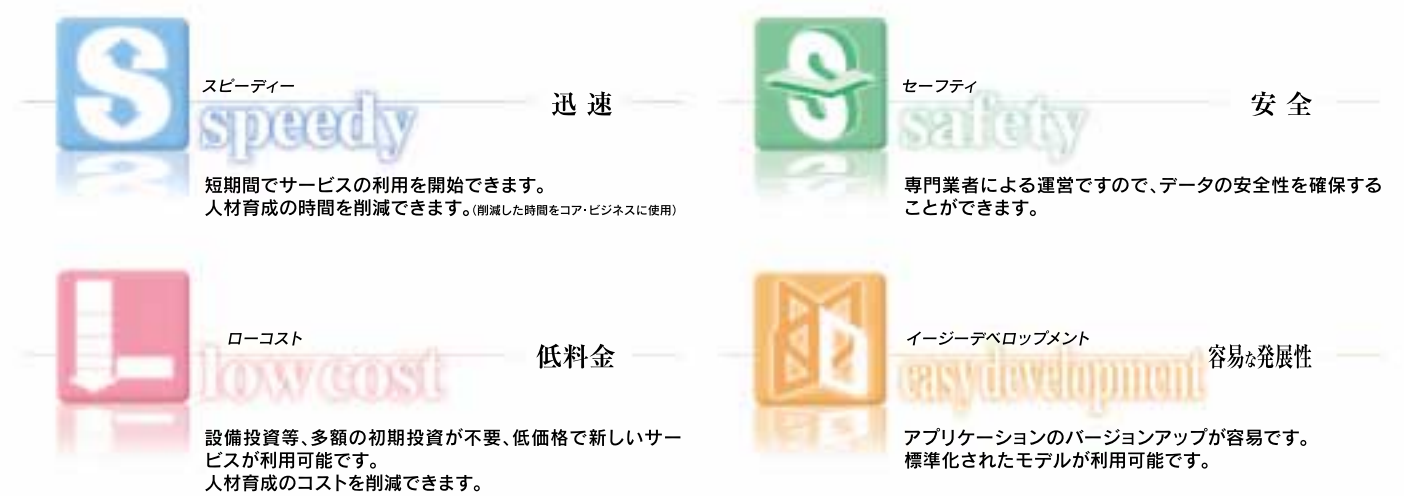 スピーディー
speedy
迅速
短期間でサービスの利用を開始できます。
人材育成の時間を削減できます。(削減した時間をコア・ビジネスに使用)
セーフティ
safety
安全
専門業者による運営ですので、データの安全性を確保する
ことができます。
ローコスト
low cost
低料金
設備投資等、多額の初期投資が不要、低価格で新しいサー
ビスが利用可能です。
人材育成のコストを削減できます。
イージーデベロップメント
easy development
容易な発展性
アプリケーションのバージョンアップが容易です。
標準化されたモデルが利用可能です。